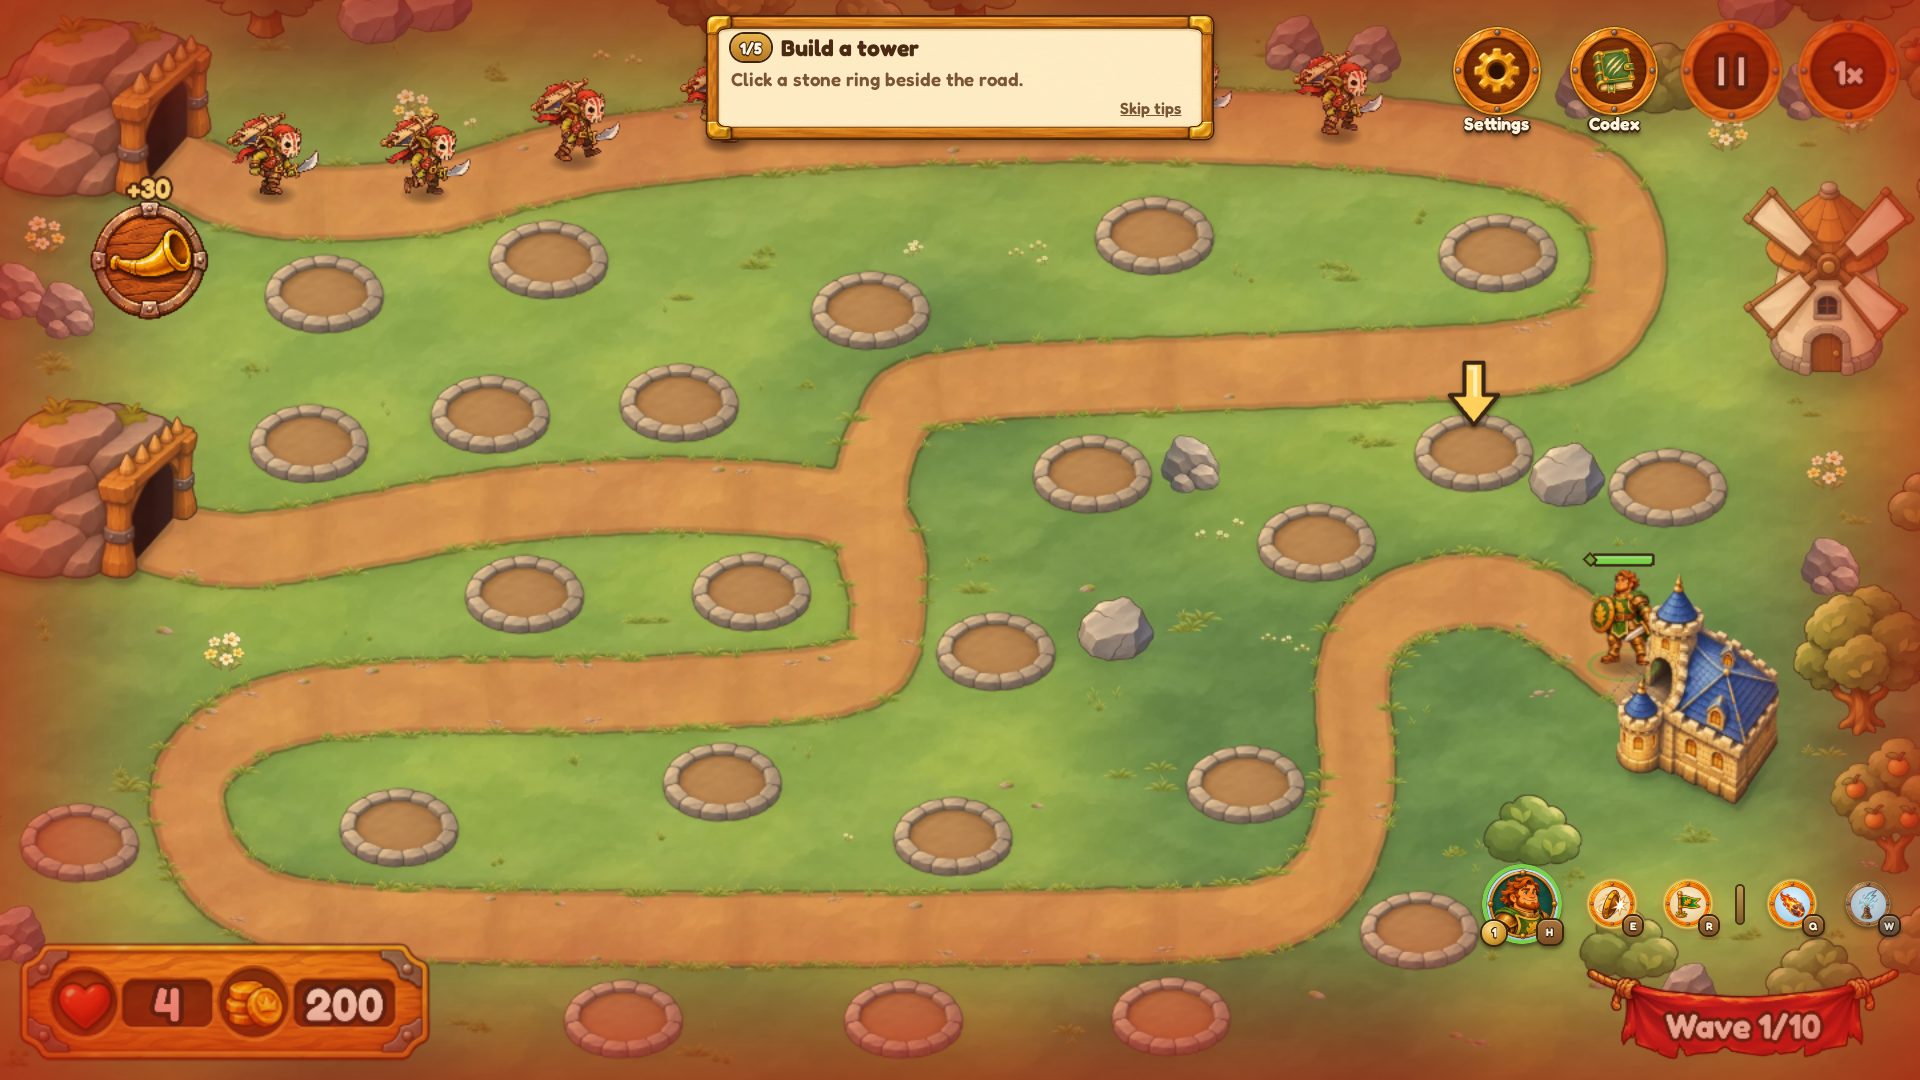 1/5 Build a tower
Click a stone ring beside the road.
Skip tips
Settings
Codex
1x
+30
E
R
Q
W
1
H
4
200
Wave 1/10